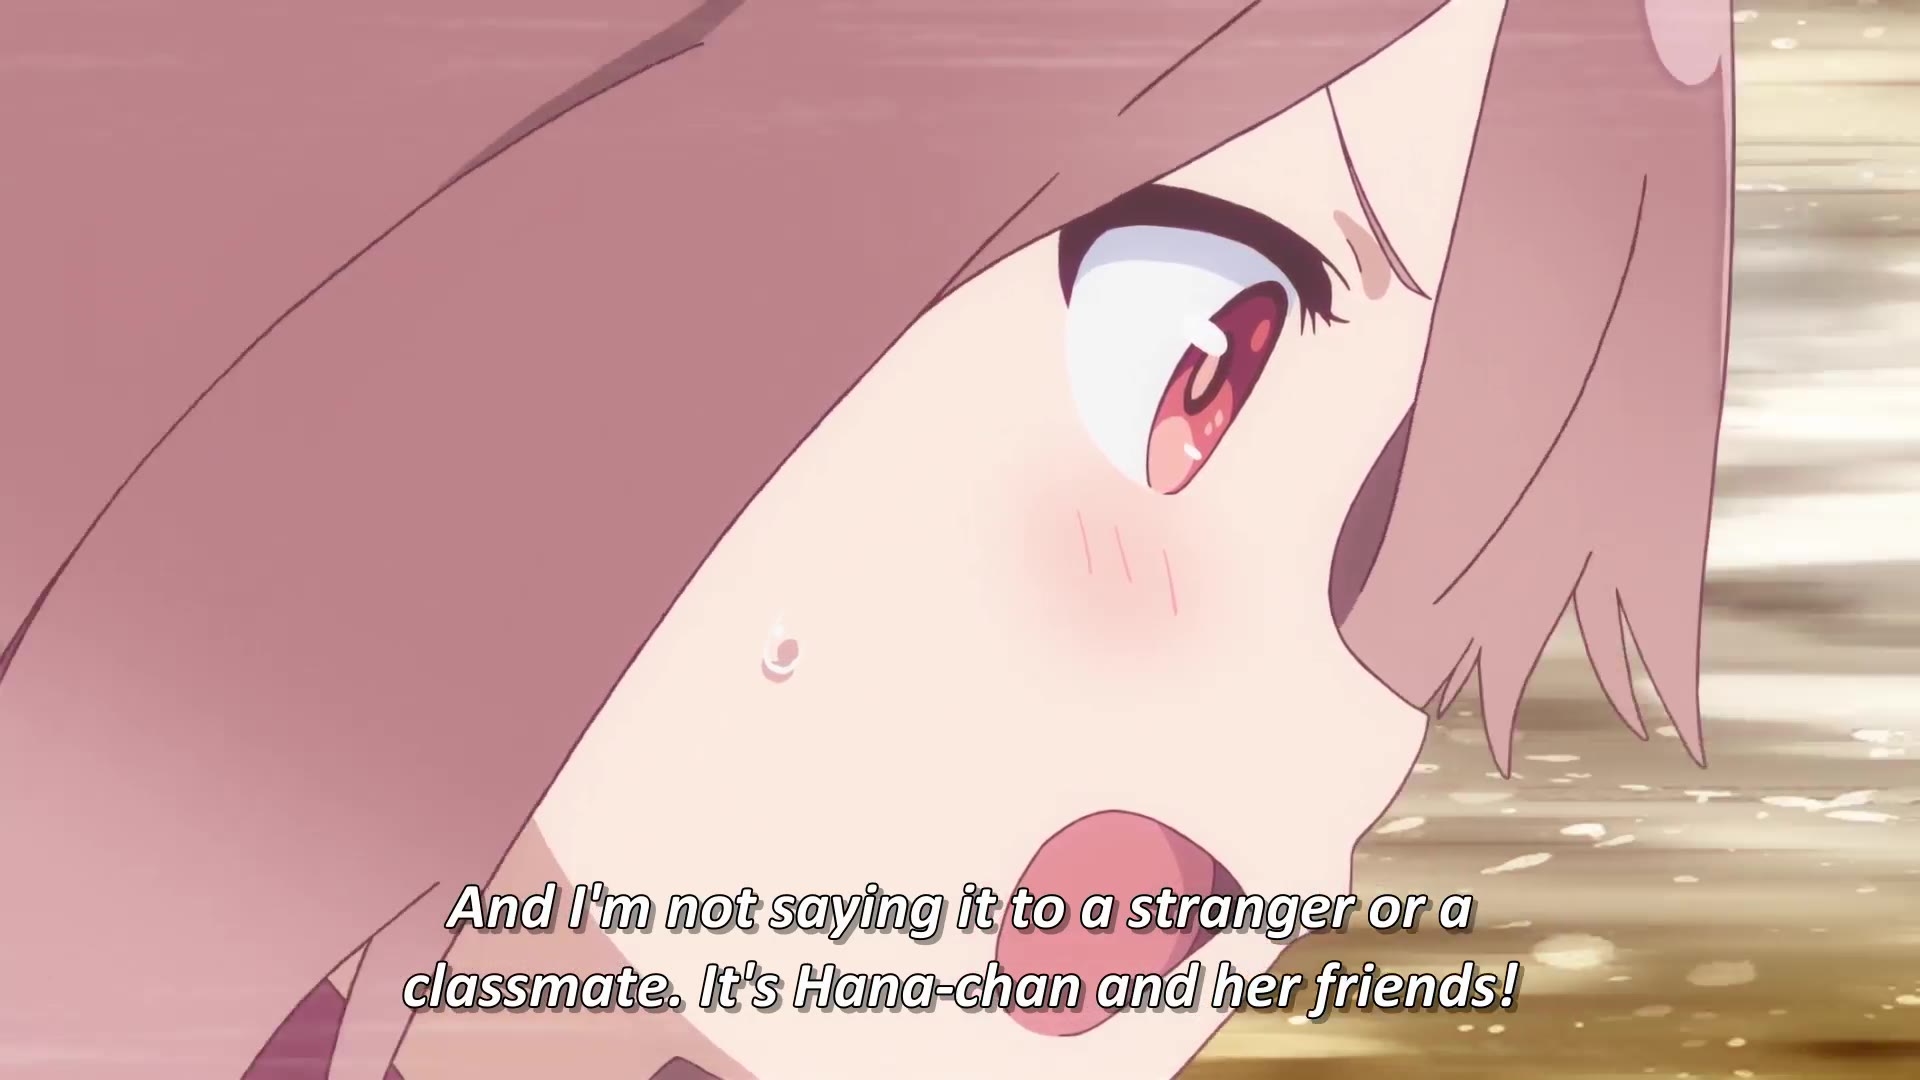 And I'm not saying it to a stranger or a
classmate. It's Hana-chan and her friends!